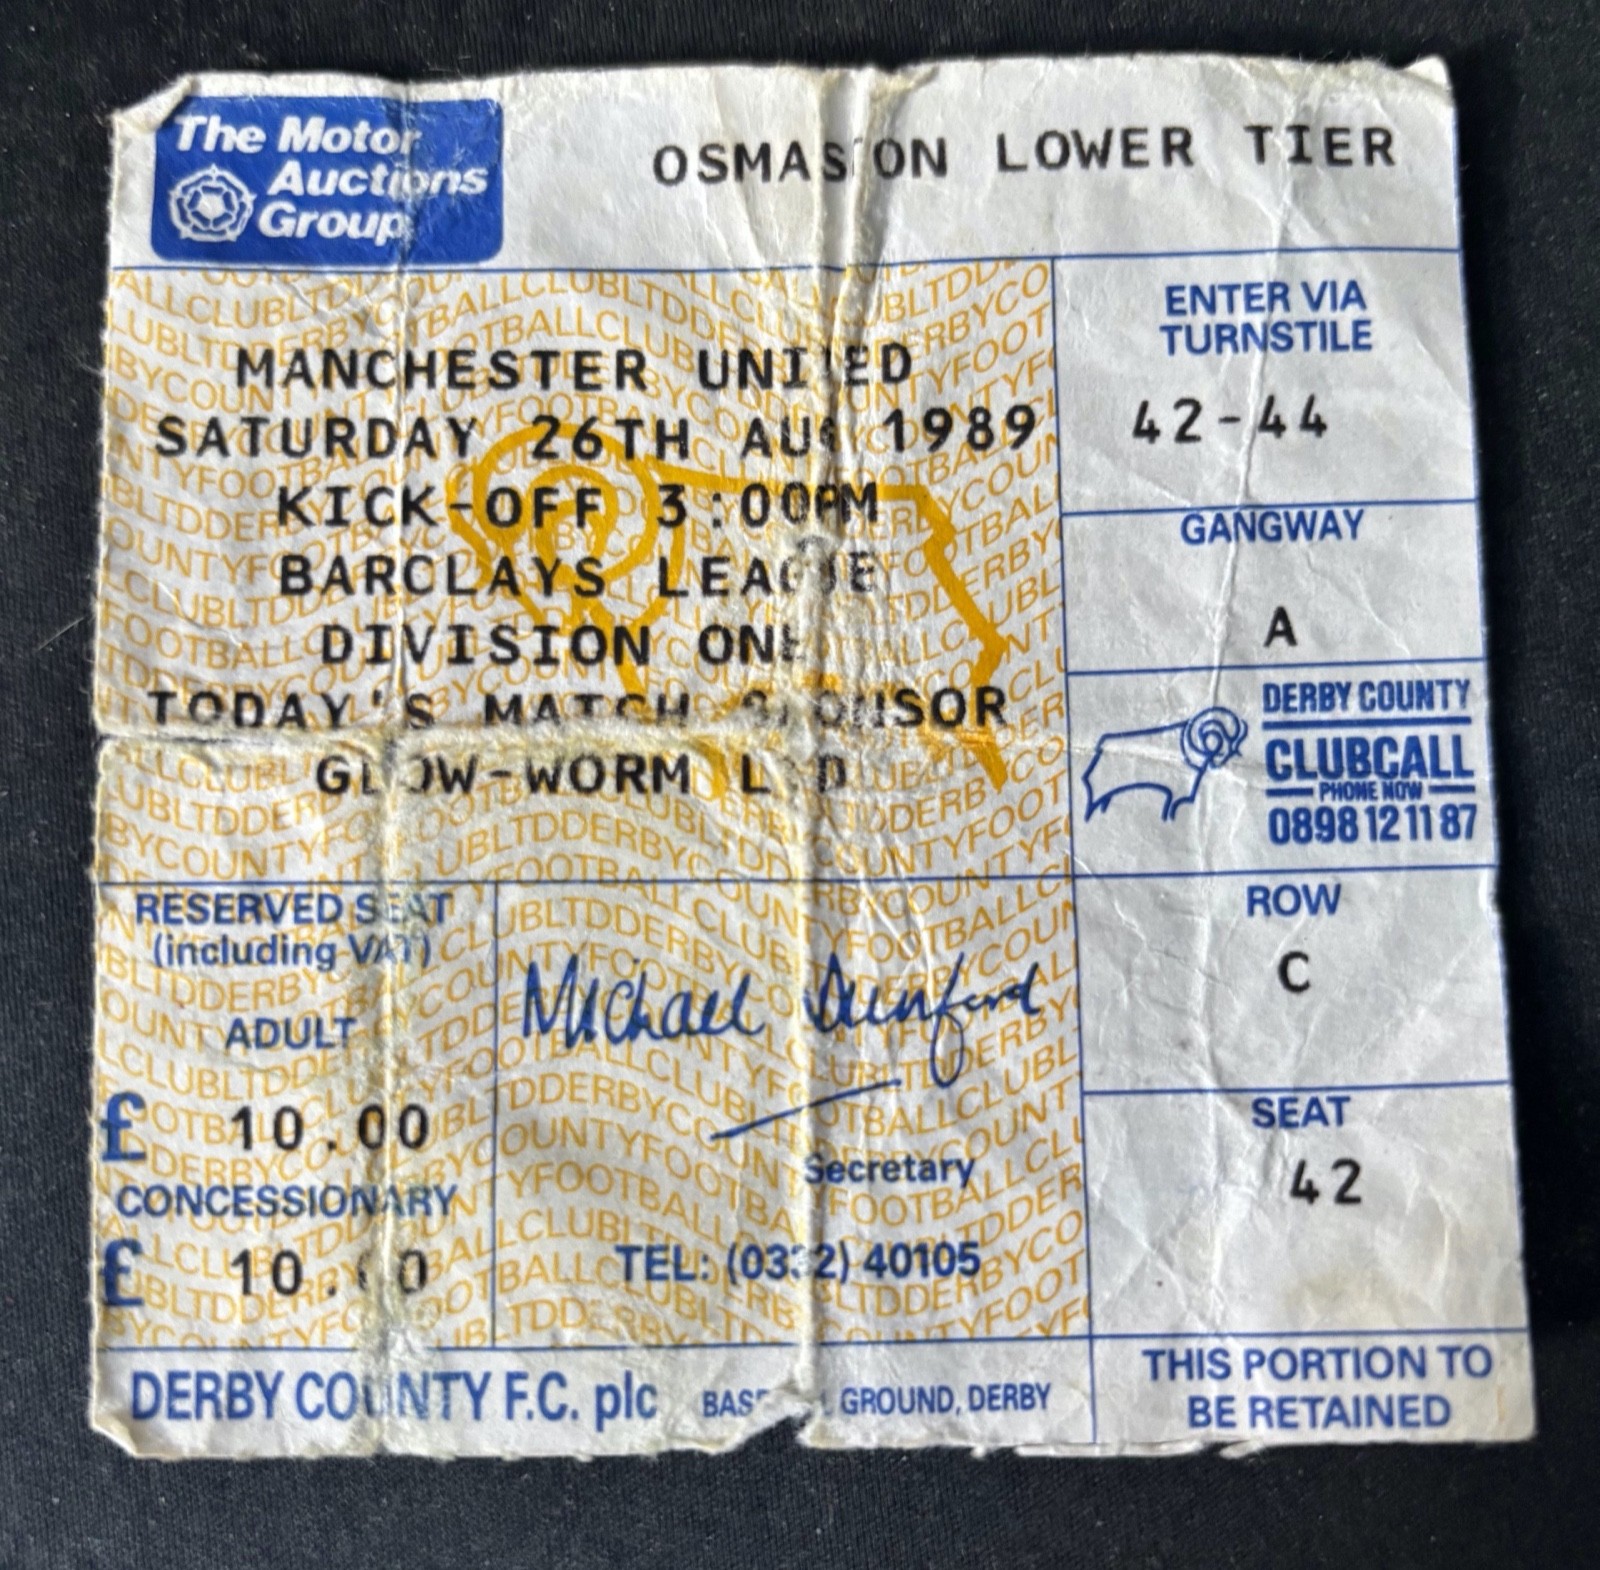 The Motor
Auctions
Group
OSMASTON LOWER TIER
MANCHESTER UNITED
SATURDAY 26TH AUG 1989
KICK-OFF 3:00PM
BARCLAYS LEAGUE
DIVISION ONE
TODAY'S MATCH SPONSOR
GLOW-WORM LTD
ENTER VIA
TURNSTILE
42-44
GANGWAY
A
DERBY COUNTY
CLUBCALL
PHONE NOW
0898 12 11 87
ROW
C
SEAT
42
RESERVED SEAT
(including VAT)
ADULT
£ 10.00
CONCESSIONARY
£ 10.00
Michael Dunford
Secretary
TEL: (0332) 40105
DERBY COUNTY F.C. plc BASEBALL GROUND, DERBY
THIS PORTION TO
BE RETAINED